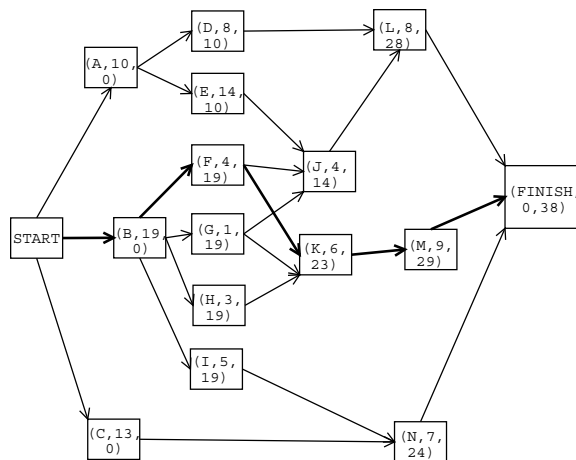 (D,8,
10)
(L,8,
28)
(A,10,
0)
(E,14,
10)
(F,4,
19)
(J,4,
14)
(FINISH,
0,38)
START
(B,19,
0)
(G,1,
19)
(K,6,
23)
(M,9,
29)
(H,3,
19)
(I,5,
19)
(C,13,
0)
(N,7,
24)